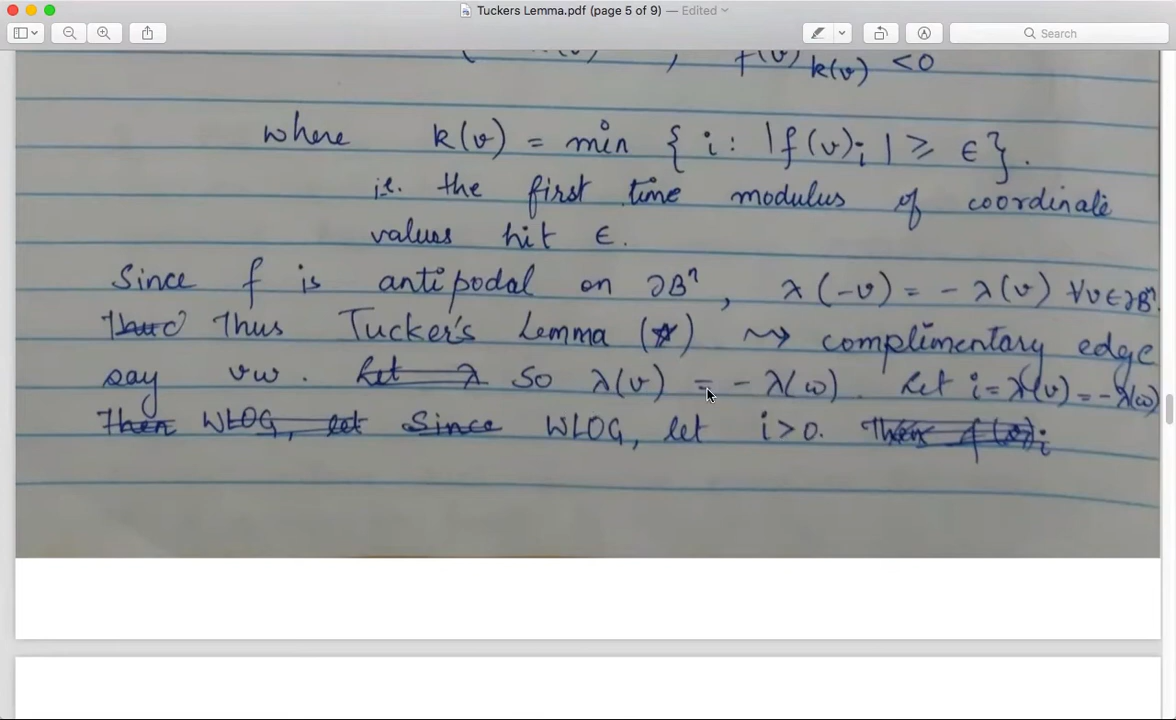 Tuckers Lemma.pdf (page 5 of 9) — Edited
Search
, f(v)k(v) < 0
where k(v) = min { i : |f(v)i| ⩾ ϵ }.
i.e. the first time modulus of coordinate
values hit ϵ.
Since f is antipodal on ∂Bⁿ, λ(-v) = - λ(v) ∀v∈∂Bⁿ.
Thus Tucker's Lemma (☆) ⇝ complimentary edge
say vw. Let λ So λ(v) = - λ(w). Let i = λ(v) = -λ(w)
Then WLOG, let Since WLOG, let i>0. Then f(v)i